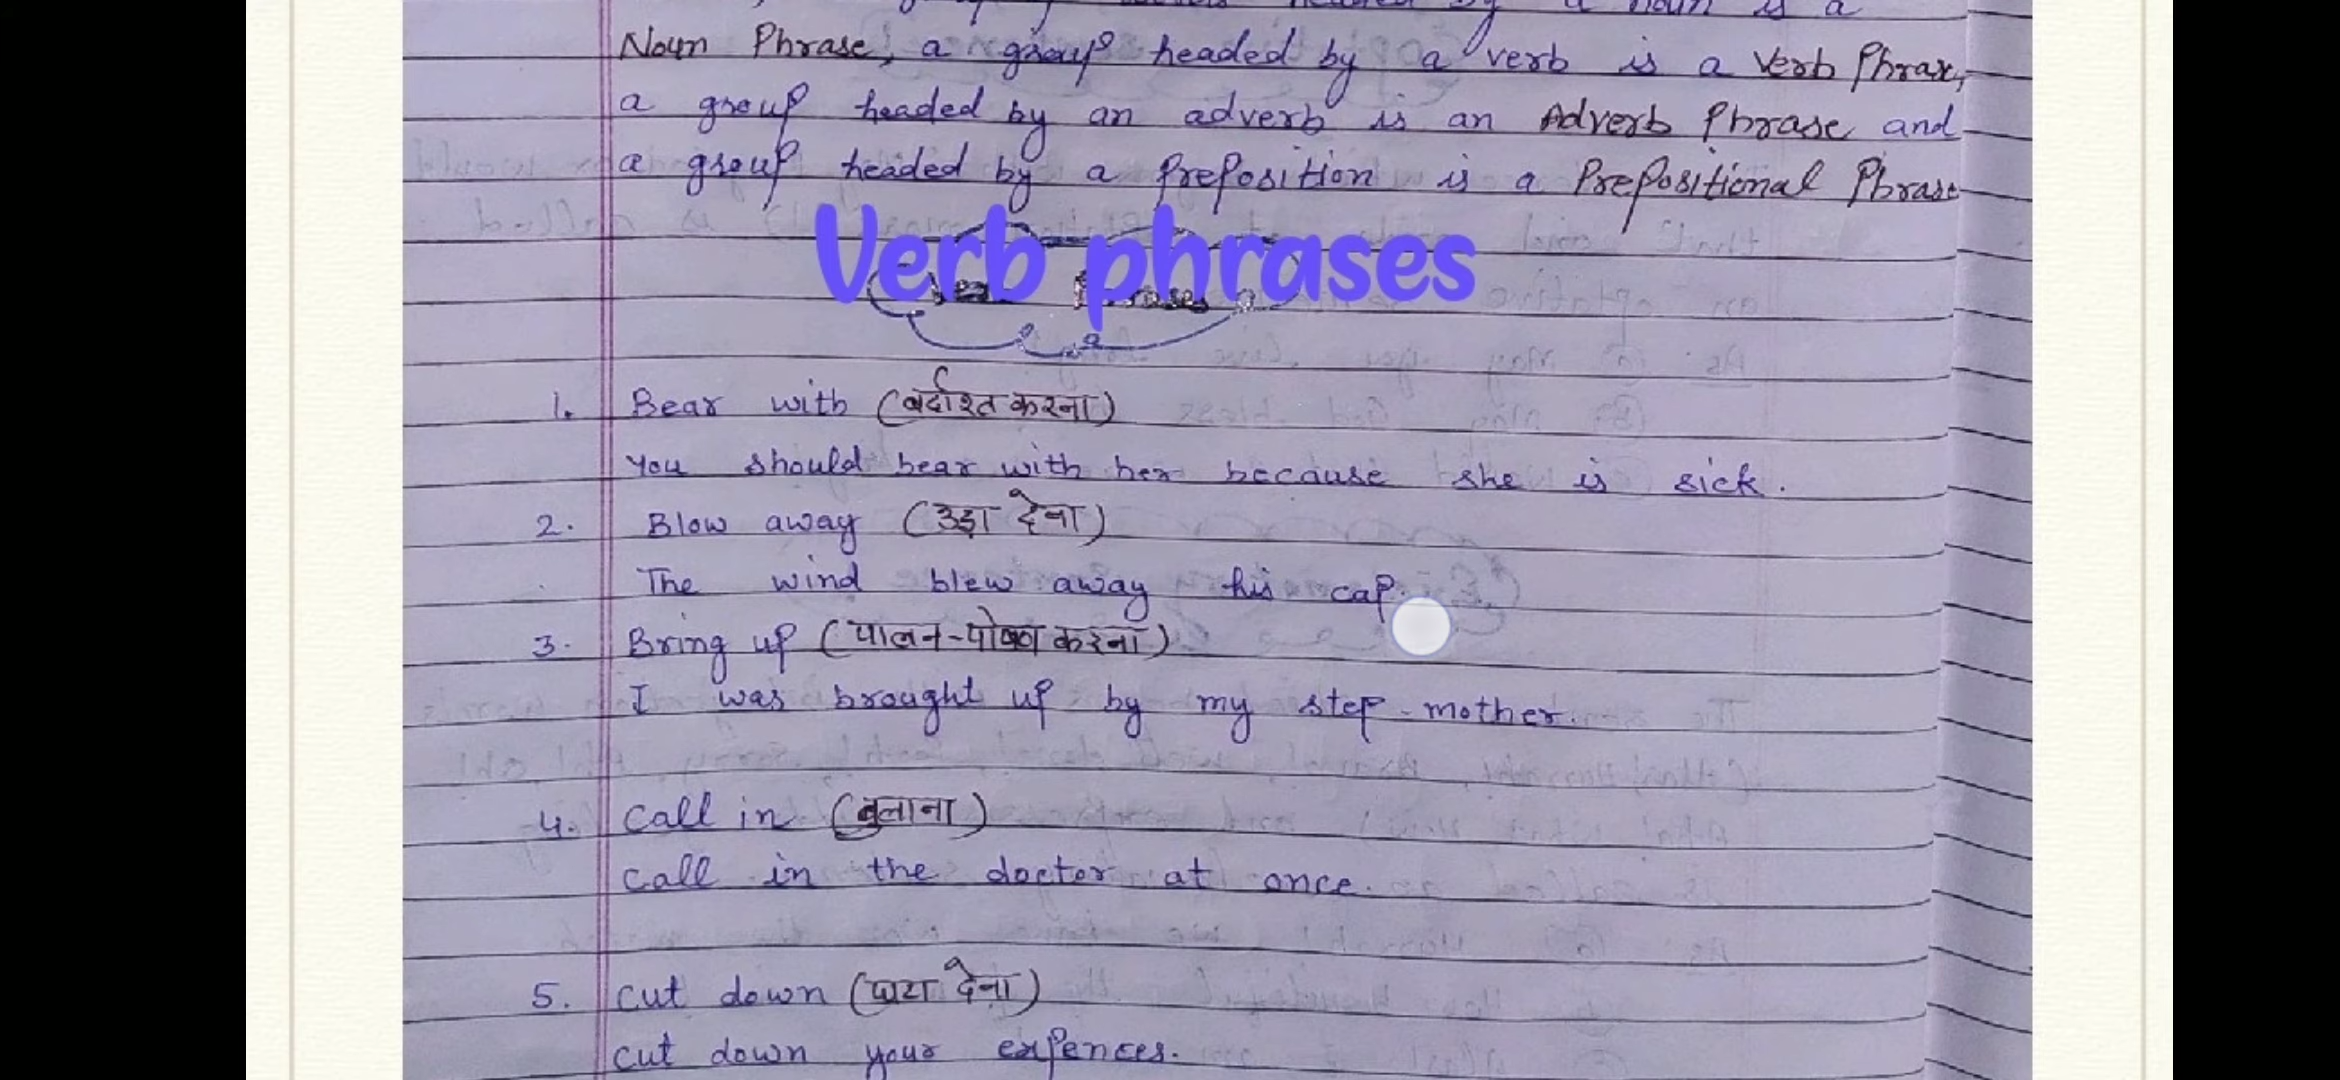 headed by a noun is a
Noun Phrase, a group headed by a verb is a Verb Phrase,
a group headed by an adverb is an Adverb Phrase and
a group headed by a preposition is a Prepositional Phrase
Verb phrases
1. Bear with (बर्दाश्त करना)
You should bear with her because she is sick.
2. Blow away (उड़ा देना)
The wind blew away his cap.
3. Bring up (पालन-पोषण करना)
I was brought up by my step-mother.
4. Call in (बुलाना)
Call in the doctor at once.
5. Cut down (घटा देना)
Cut down your expences.